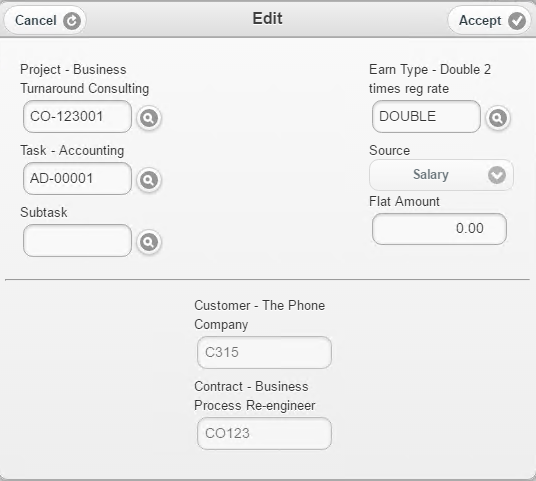 Cancel
Edit
Accept
Project - Business
Turnaround Consulting
CO-123001
Task - Accounting
AD-00001
Subtask
Earn Type - Double 2
times reg rate
DOUBLE
Source
Salary
Flat Amount
0.00
Customer - The Phone
Company
C315
Contract - Business
Process Re-engineer
CO123